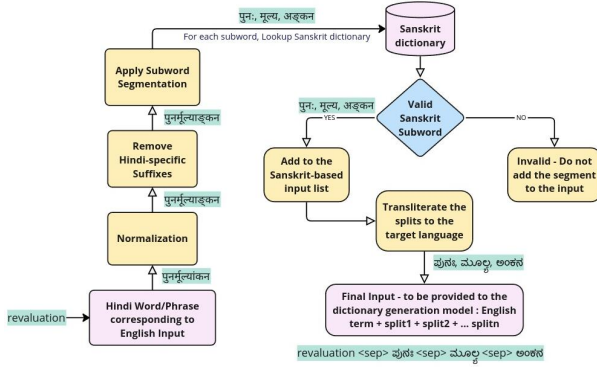 पुनः, मूल्य, अङ्कन
For each subword, Lookup Sanskrit dictionary
Sanskrit
dictionary
Apply Subword
Segmentation
पुनर्मूल्याङ्कन
Remove
Hindi-specific
Suffixes
पुनर्मूल्याङ्कन
Normalization
पुनर्मूल्यांकन
revaluation
Hindi Word/Phrase
corresponding to
English Input
Valid
Sanskrit
Subword
पुनः, मूल्य, अङ्कन
YES
NO
Add to the
Sanskrit-based
input list
Invalid - Do not
add the segment
to the input
Transliterate the
splits to the
target language
ಪುನಃ, ಮೂಲ್ಯ, ಅಂಕನ
Final Input - to be provided to the
dictionary generation model : English
term + split1 + split2 + ... splitn
revaluation <sep> ಪುನಃ <sep> ಮೂಲ್ಯ <sep> ಅಂಕನ